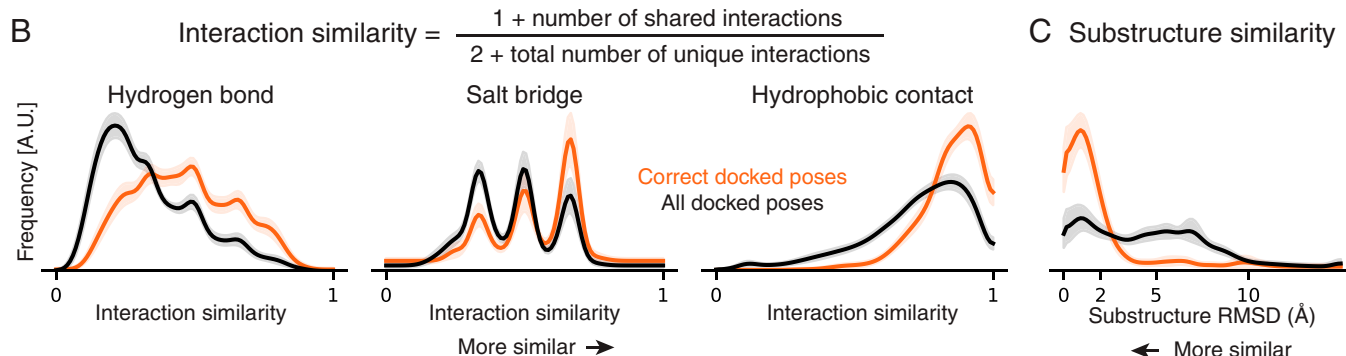 B
Interaction similarity =
1 + number of shared interactions
2 + total number of unique interactions
C Substructure similarity
Hydrogen bond
Salt bridge
Hydrophobic contact
Frequency [A.U.]
Correct docked poses
All docked poses
0 1
0 1
0 1
0 2 5 10
Interaction similarity
Interaction similarity
Interaction similarity
Substructure RMSD (Å)
More similar →
← More similar